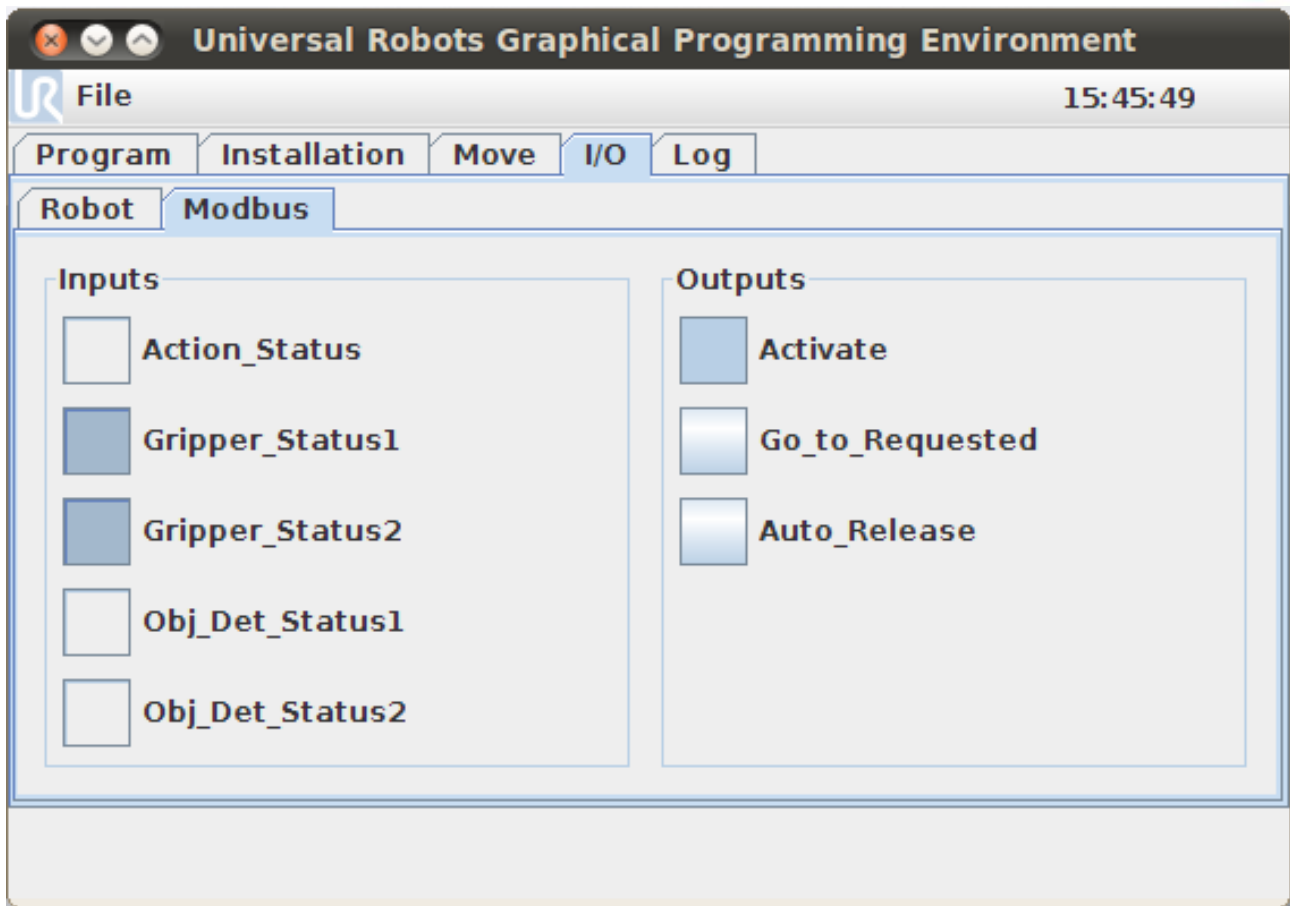 Universal Robots Graphical Programming Environment
UR File 15:45:49
Program Installation Move I/O Log
Robot Modbus
Inputs
Action_Status
Gripper_Status1
Gripper_Status2
Obj_Det_Status1
Obj_Det_Status2
Outputs
Activate
Go_to_Requested
Auto_Release